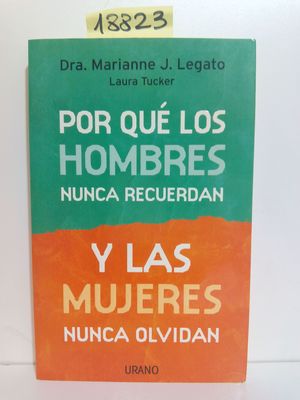 18823
Dra. Marianne J. Legato
Laura Tucker
POR QUÉ LOS
HOMBRES
NUNCA RECUERDAN
Y LAS
MUJERES
NUNCA OLVIDAN
URANO